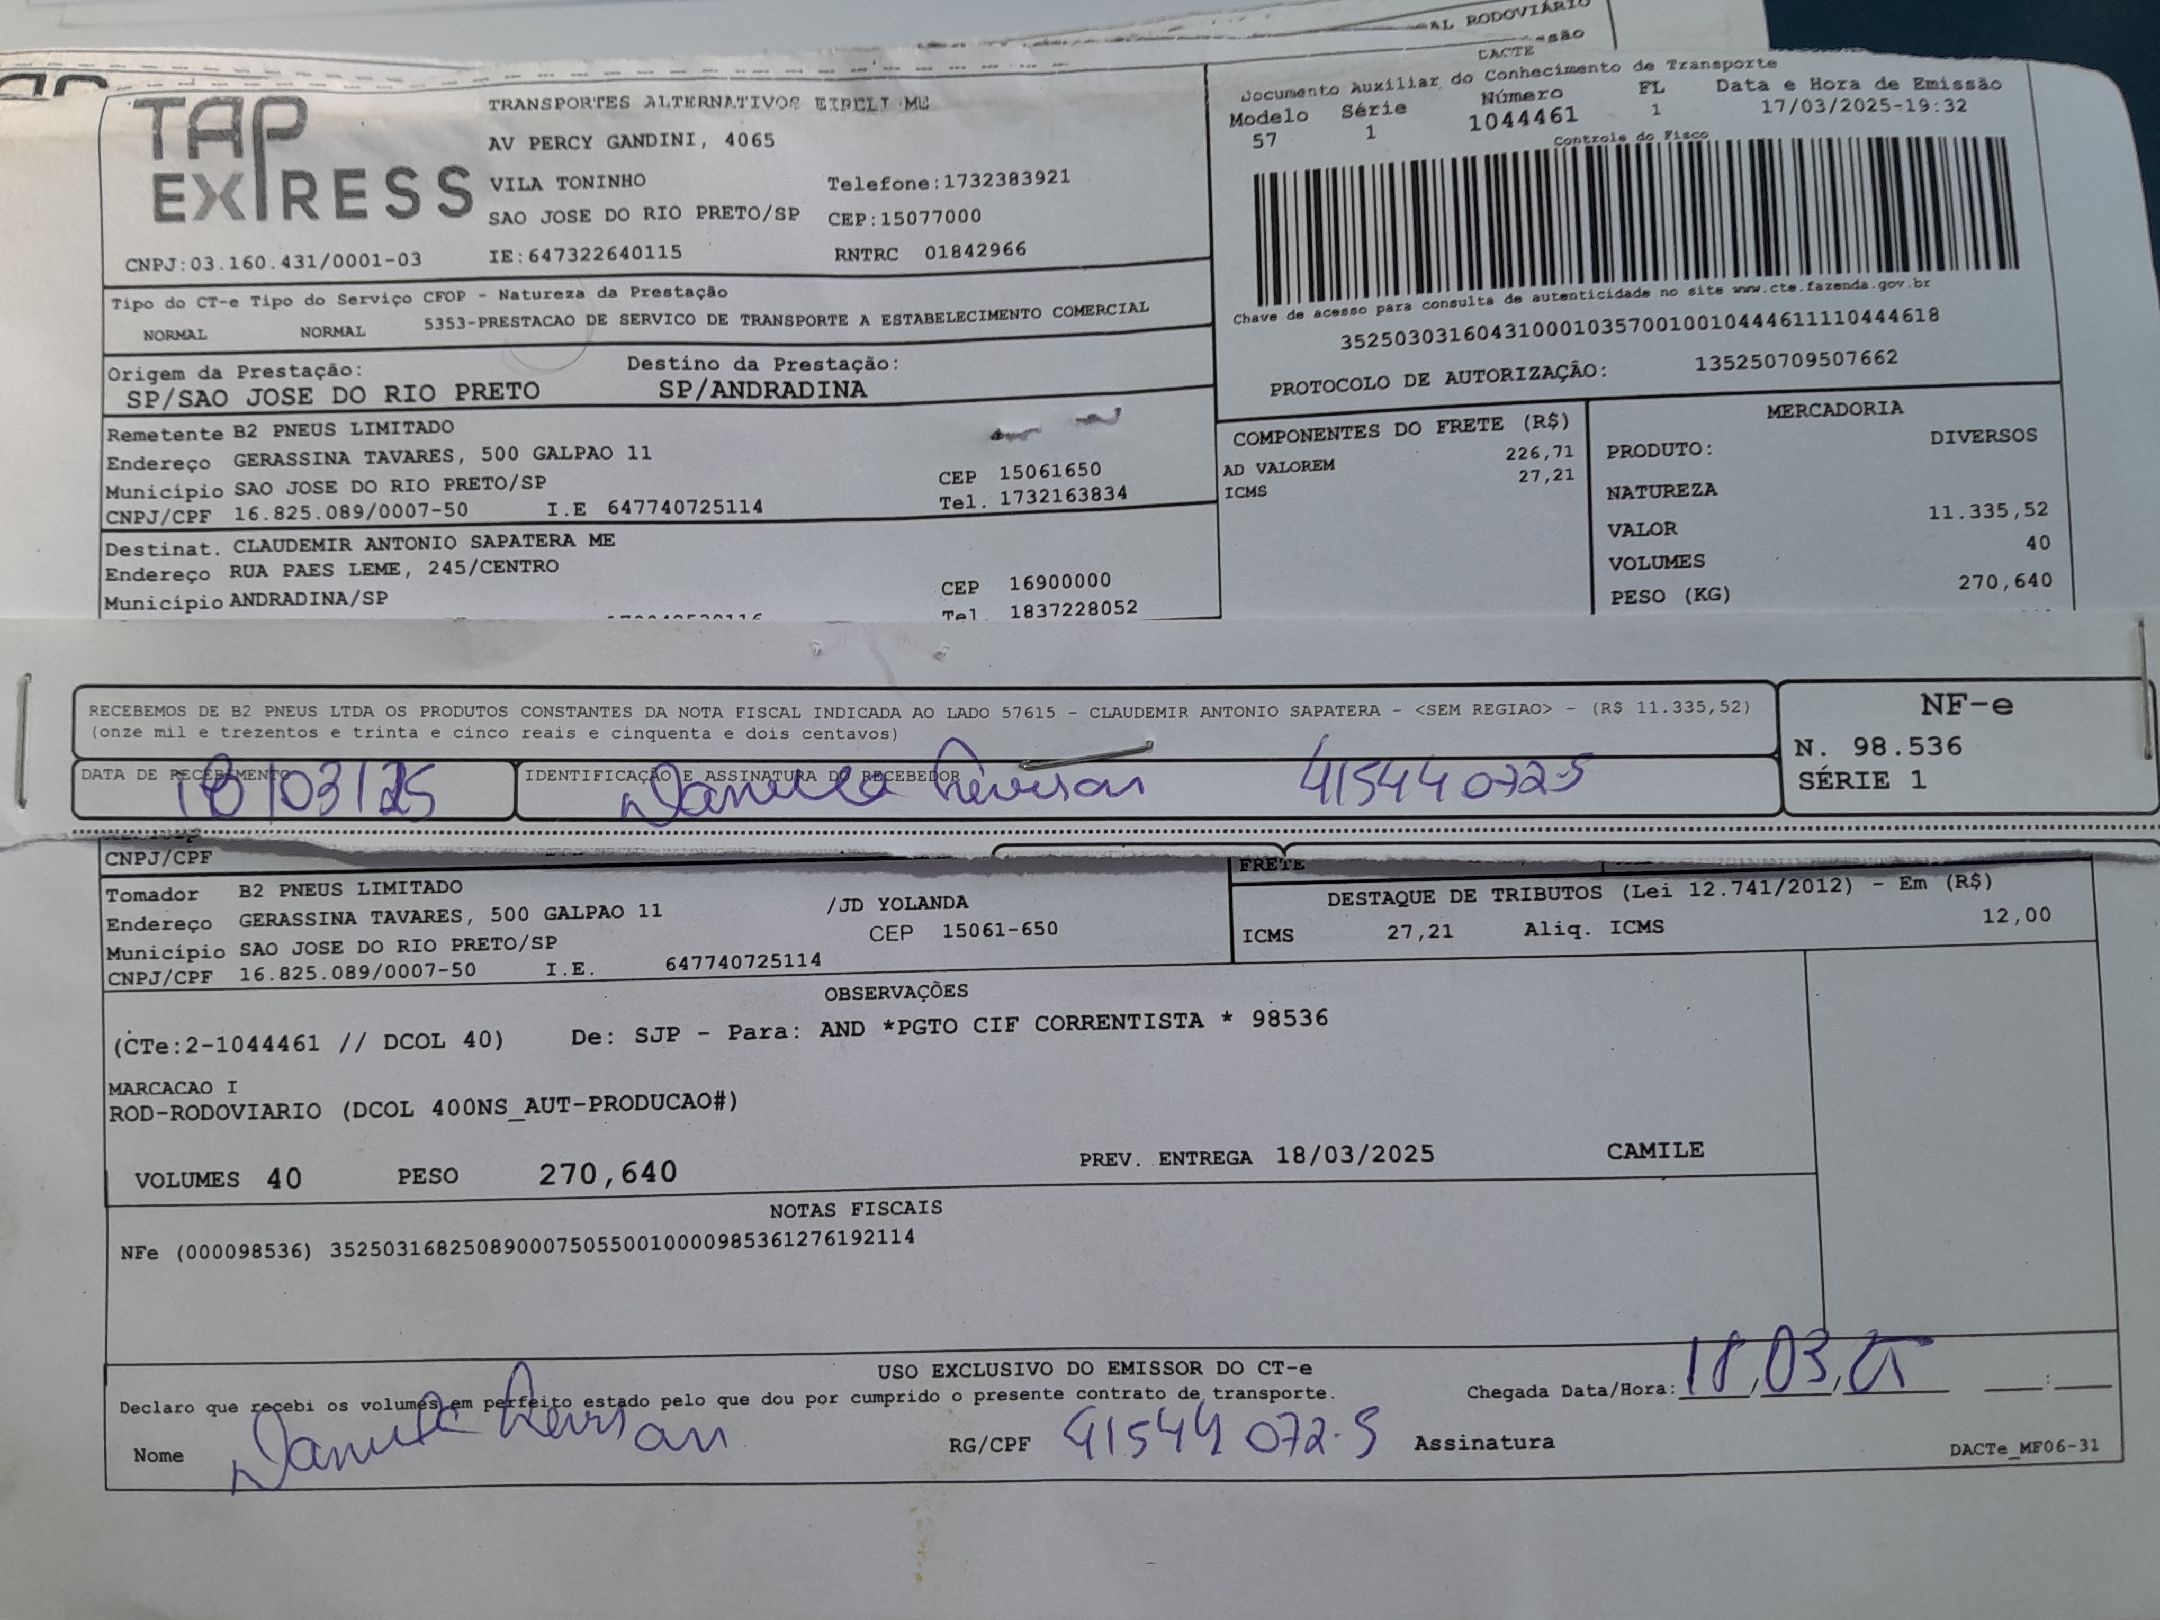 AL RODOVIÁRIO
DACTE
Documento Auxiliar do Conhecimento de Transporte
TAP EXPRESS
TRANSPORTES ALTERNATIVOS EIRELI ME
AV PERCY GANDINI, 4065
VILA TONINHO Telefone:1732383921
SAO JOSE DO RIO PRETO/SP CEP:15077000
CNPJ:03.160.431/0001-03 IE:647322640115 RNTRC 01842966
Modelo Série Número FL Data e Hora de Emissão
57 1 1044461 1 17/03/2025-19:32
Controle do Fisco
Chave de acesso para consulta de autenticidade no site www.cte.fazenda.gov.br
35250303160431000103570010010444611110444618
PROTOCOLO DE AUTORIZAÇÃO: 135250709507662
Tipo do CT-e Tipo do Serviço CFOP - Natureza da Prestação
NORMAL NORMAL 5353-PRESTACAO DE SERVICO DE TRANSPORTE A ESTABELECIMENTO COMERCIAL
Origem da Prestação: Destino da Prestação:
SP/SAO JOSE DO RIO PRETO SP/ANDRADINA
Remetente B2 PNEUS LIMITADO
Endereço GERASSINA TAVARES, 500 GALPAO 11 CEP 15061650
Município SAO JOSE DO RIO PRETO/SP Tel. 1732163834
CNPJ/CPF 16.825.089/0007-50 I.E 647740725114
Destinat. CLAUDEMIR ANTONIO SAPATERA ME
Endereço RUA PAES LEME, 245/CENTRO CEP 16900000
Município ANDRADINA/SP Tel. 1837228052
COMPONENTES DO FRETE (R$)
AD VALOREM 226,71
ICMS 27,21
MERCADORIA
PRODUTO: DIVERSOS
NATUREZA
VALOR 11.335,52
VOLUMES 40
PESO (KG) 270,640
RECEBEMOS DE B2 PNEUS LTDA OS PRODUTOS CONSTANTES DA NOTA FISCAL INDICADA AO LADO 57615 - CLAUDEMIR ANTONIO SAPATERA - <SEM REGIAO> - (R$ 11.335,52)
(onze mil e trezentos e trinta e cinco reais e cinquenta e dois centavos)
NF-e
N. 98.536
SÉRIE 1
DATA DE RECEBIMENTO IDENTIFICAÇÃO E ASSINATURA DO RECEBEDOR
18/03/25 41544072-5
CNPJ/CPF
FRETE
Tomador B2 PNEUS LIMITADO
Endereço GERASSINA TAVARES, 500 GALPAO 11 /JD YOLANDA
Município SAO JOSE DO RIO PRETO/SP CEP 15061-650
CNPJ/CPF 16.825.089/0007-50 I.E. 647740725114
DESTAQUE DE TRIBUTOS (Lei 12.741/2012) - Em (R$)
ICMS 27,21 Aliq. ICMS 12,00
OBSERVAÇÕES
(CTe:2-1044461 // DCOL 40) De: SJP - Para: AND *PGTO CIF CORRENTISTA * 98536
MARCACAO I
ROD-RODOVIARIO (DCOL 400NS_AUT-PRODUCAO#)
VOLUMES 40 PESO 270,640 PREV. ENTREGA 18/03/2025 CAMILE
NOTAS FISCAIS
NFe (000098536) 35250316825089000750550010000985361276192114
USO EXCLUSIVO DO EMISSOR DO CT-e
Declaro que recebi os volumes em perfeito estado pelo que dou por cumprido o presente contrato de transporte. Chegada Data/Hora: 18,03,25 :
Nome RG/CPF 41544 072-5 Assinatura
DACTe_MF06-31